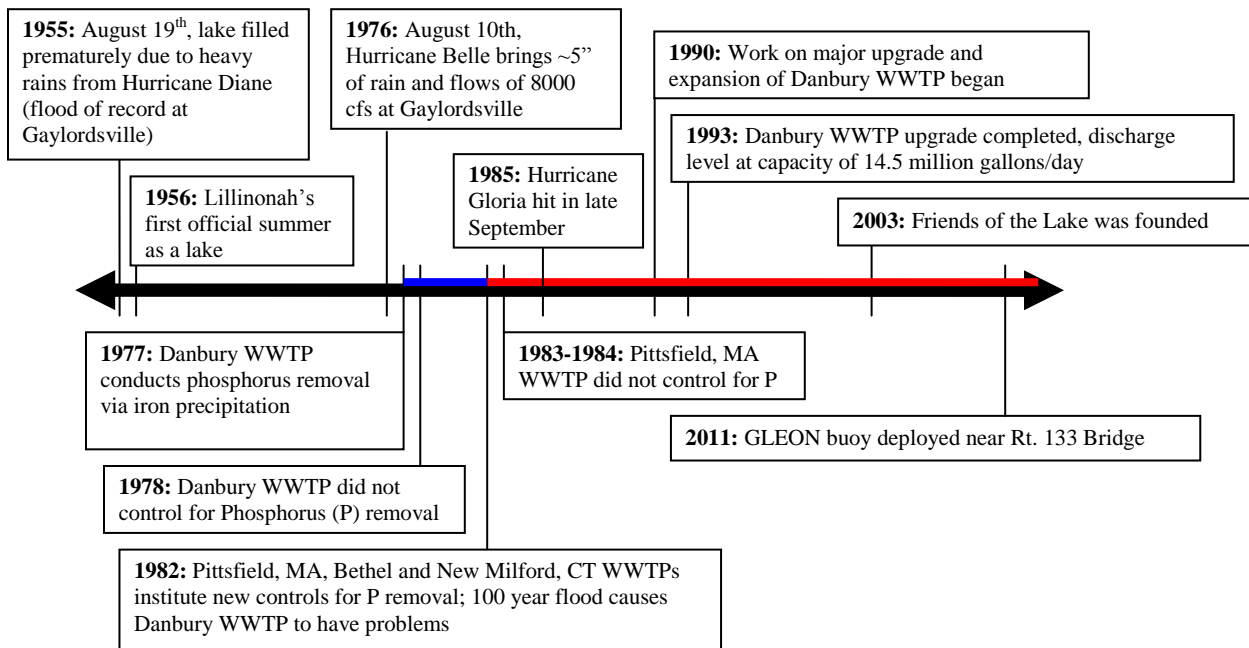 1955: August 19th, lake filled
prematurely due to heavy
rains from Hurricane Diane
(flood of record at
Gaylordsville)
1976: August 10th,
Hurricane Belle brings ~5”
of rain and flows of 8000
cfs at Gaylordsville
1990: Work on major upgrade and
expansion of Danbury WWTP began
1993: Danbury WWTP upgrade completed, discharge
level at capacity of 14.5 million gallons/day
1985: Hurricane
Gloria hit in late
September
1956: Lillinonah’s
first official summer
as a lake
2003: Friends of the Lake was founded
1977: Danbury WWTP
conducts phosphorus removal
via iron precipitation
1983-1984: Pittsfield, MA
WWTP did not control for P
2011: GLEON buoy deployed near Rt. 133 Bridge
1978: Danbury WWTP did not
control for Phosphorus (P) removal
1982: Pittsfield, MA, Bethel and New Milford, CT WWTPs
institute new controls for P removal; 100 year flood causes
Danbury WWTP to have problems